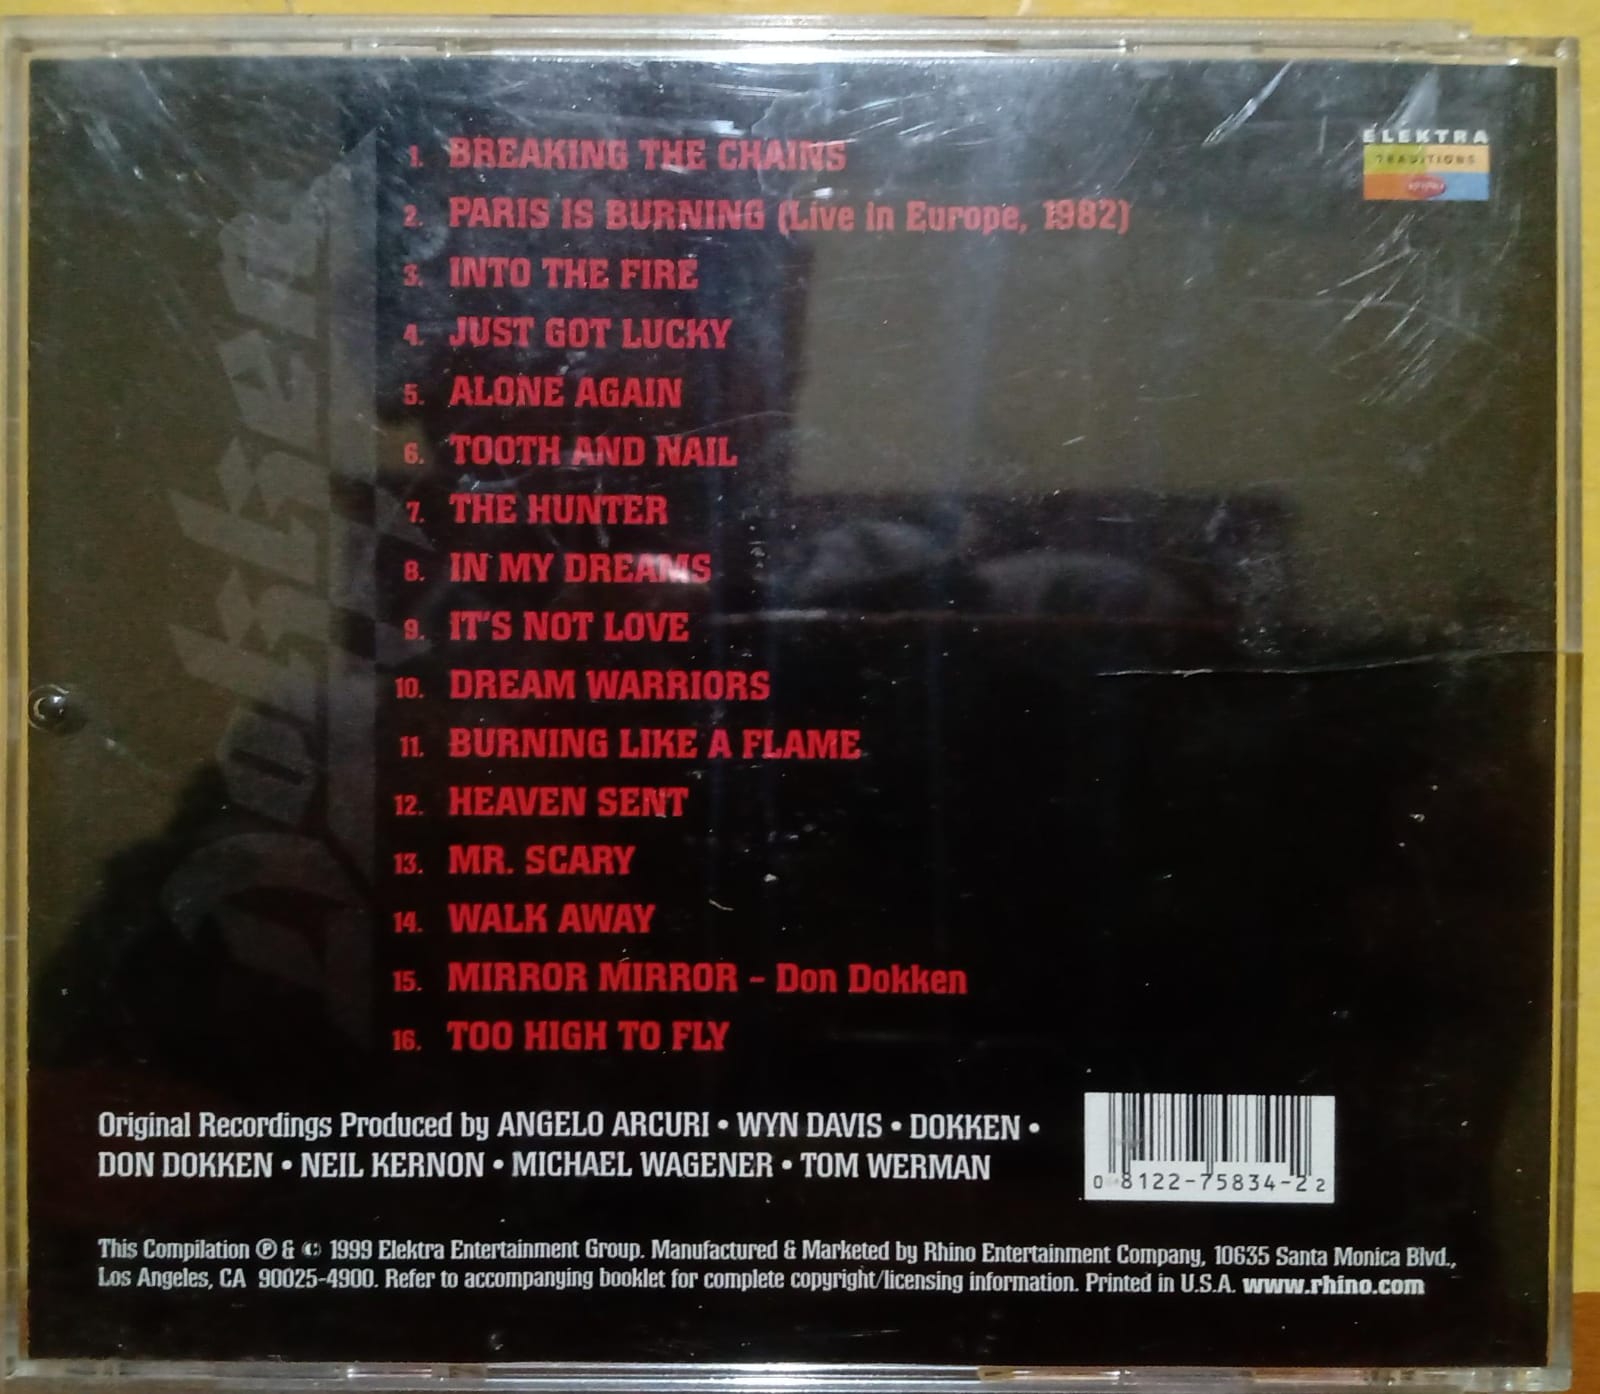 ELEKTRA
TRADITIONS
Dokken
1. BREAKING THE CHAINS
2. PARIS IS BURNING (Live in Europe, 1982)
3. INTO THE FIRE
4. JUST GOT LUCKY
5. ALONE AGAIN
6. TOOTH AND NAIL
7. THE HUNTER
8. IN MY DREAMS
9. IT'S NOT LOVE
10. DREAM WARRIORS
11. BURNING LIKE A FLAME
12. HEAVEN SENT
13. MR. SCARY
14. WALK AWAY
15. MIRROR MIRROR – Don Dokken
16. TOO HIGH TO FLY
Original Recordings Produced by ANGELO ARCURI • WYN DAVIS • DOKKEN •
DON DOKKEN • NEIL KERNON • MICHAEL WAGENER • TOM WERMAN
0 8122-75834-2 2
This Compilation ℗ & © 1999 Elektra Entertainment Group. Manufactured & Marketed by Rhino Entertainment Company, 10635 Santa Monica Blvd.,
Los Angeles, CA 90025-4900. Refer to accompanying booklet for complete copyright/licensing information. Printed in U.S.A. www.rhino.com